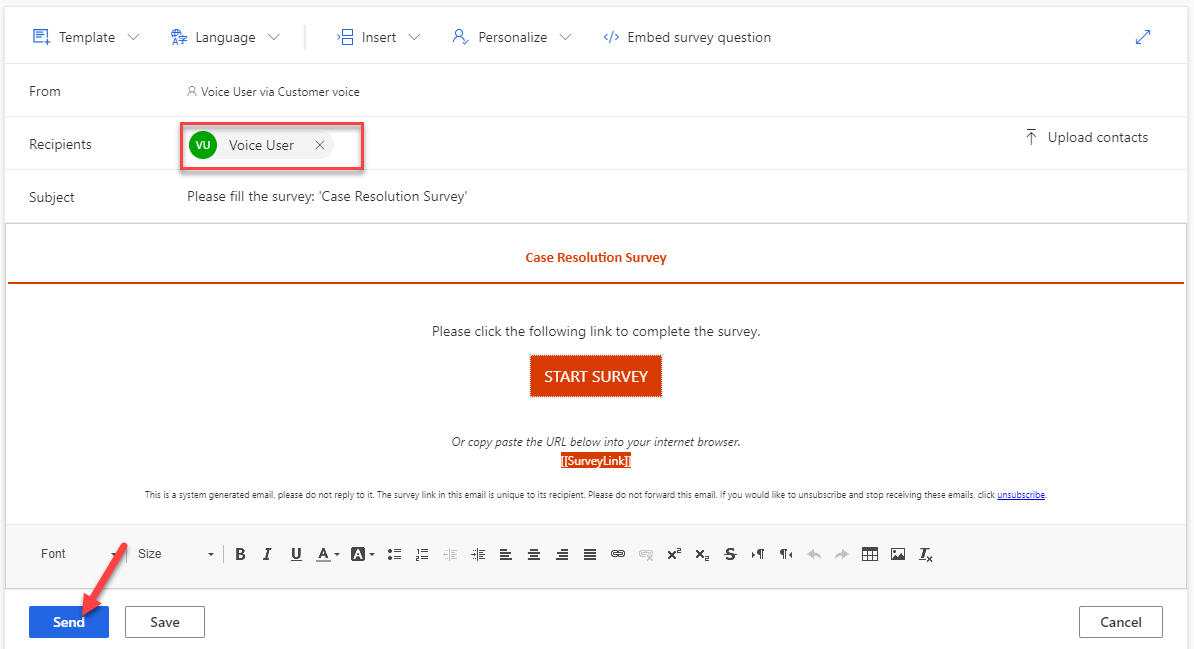 Template Language Insert Personalize </> Embed survey question
From Voice User via Customer voice
Recipients VU Voice User Upload contacts
Subject Please fill the survey: 'Case Resolution Survey'
Case Resolution Survey
Please click the following link to complete the survey.
START SURVEY
Or copy paste the URL below into your internet browser.
[[SurveyLink]]
This is a system generated email, please do not reply to it. The survey link in this email is unique to its recipient. Please do not forward this email. If you would like to unsubscribe and stop receiving these emails, click unsubscribe.
Font Size B I U A A x² x₂ S
Send Save Cancel